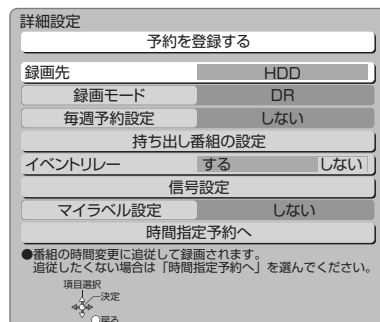 詳細設定
予約を登録する
録画先 HDD
録画モード DR
毎週予約設定 しない
持ち出し番組の設定
イベントリレー する しない
信号設定
マイラベル設定 しない
時間指定予約へ
●番組の時間変更に追従して録画されます。
追従したくない場合は「時間指定予約へ」を選んでください。
項目選択
決定
戻る